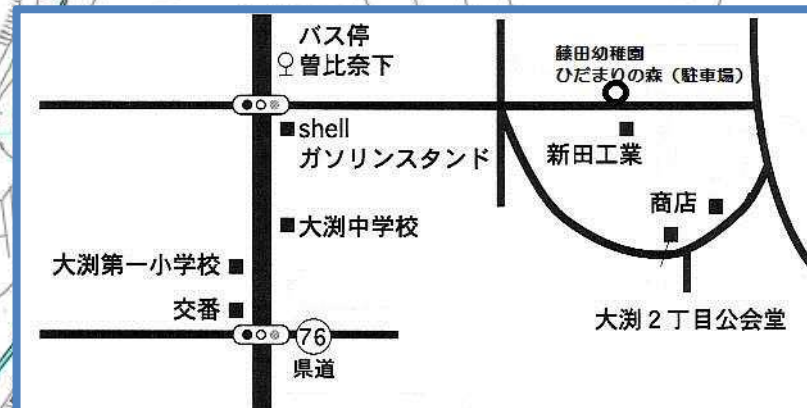 バス停
曽比奈下
藤田幼稚園
ひだまりの森（駐車場）
shell
ガソリンスタンド
新田工業
商店
大渕中学校
大渕第一小学校
交番
大渕２丁目公会堂
76
県道